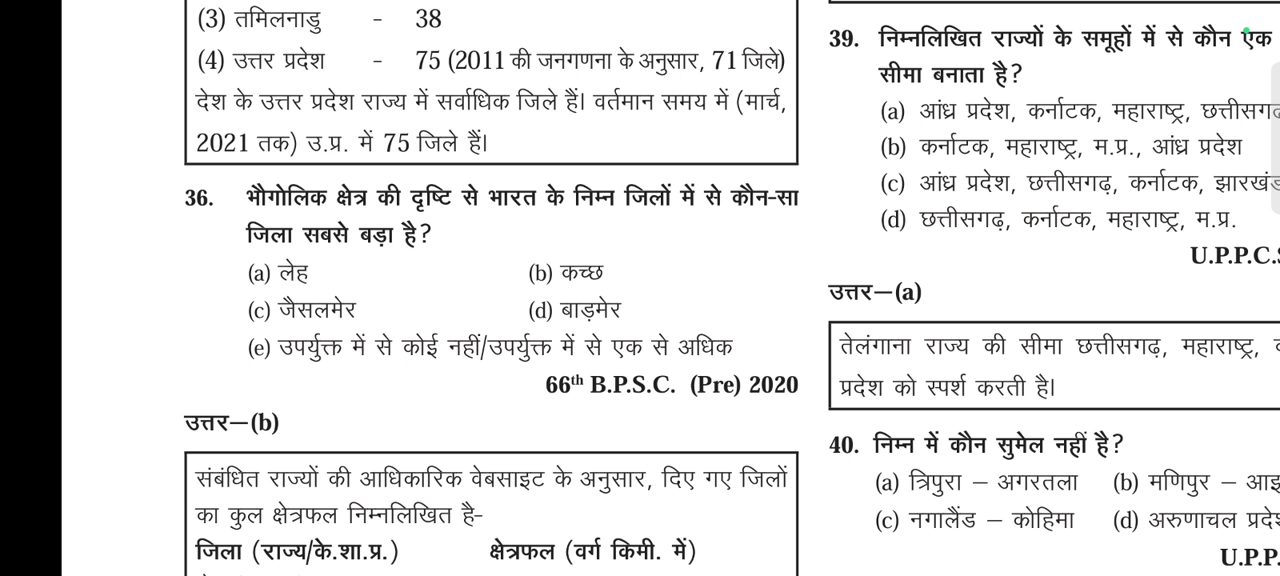 (3) तमिलनाडु - 38
(4) उत्तर प्रदेश - 75 (2011 की जनगणना के अनुसार, 71 जिले)
देश के उत्तर प्रदेश राज्य में सर्वाधिक जिले हैं। वर्तमान समय में (मार्च,
2021 तक) उ.प्र. में 75 जिले हैं।
36. भौगोलिक क्षेत्र की दृष्टि से भारत के निम्न जिलों में से कौन-सा
जिला सबसे बड़ा है?
(a) लेह (b) कच्छ
(c) जैसलमेर (d) बाड़मेर
(e) उपर्युक्त में से कोई नहीं/उपर्युक्त में से एक से अधिक
66th B.P.S.C. (Pre) 2020
उत्तर—(b)
संबंधित राज्यों की आधिकारिक वेबसाइट के अनुसार, दिए गए जिलों
का कुल क्षेत्रफल निम्नलिखित है-
जिला (राज्य/के.शा.प्र.) क्षेत्रफल (वर्ग किमी. में)
39. निम्नलिखित राज्यों के समूहों में से कौन एक
सीमा बनाता है?
(a) आंध्र प्रदेश, कर्नाटक, महाराष्ट्र,
(b) कर्नाटक, महाराष्ट्र, म.प्र., आंध्र प्रदेश
(c) आंध्र प्रदेश, छत्तीसगढ़, कर्नाटक,
(d) छत्तीसगढ़, कर्नाटक, महाराष्ट्र, म.प्र.
उत्तर—(a)
तेलंगाना राज्य की सीमा छत्तीसगढ़, महाराष्ट्र,
प्रदेश को स्पर्श करती है।
40. निम्न में कौन सुमेल नहीं है?
(a) त्रिपुरा – अगरतला (b) मणिपुर –
(c) नगालैंड – कोहिमा (d) अरुणाचल
U.P.P.